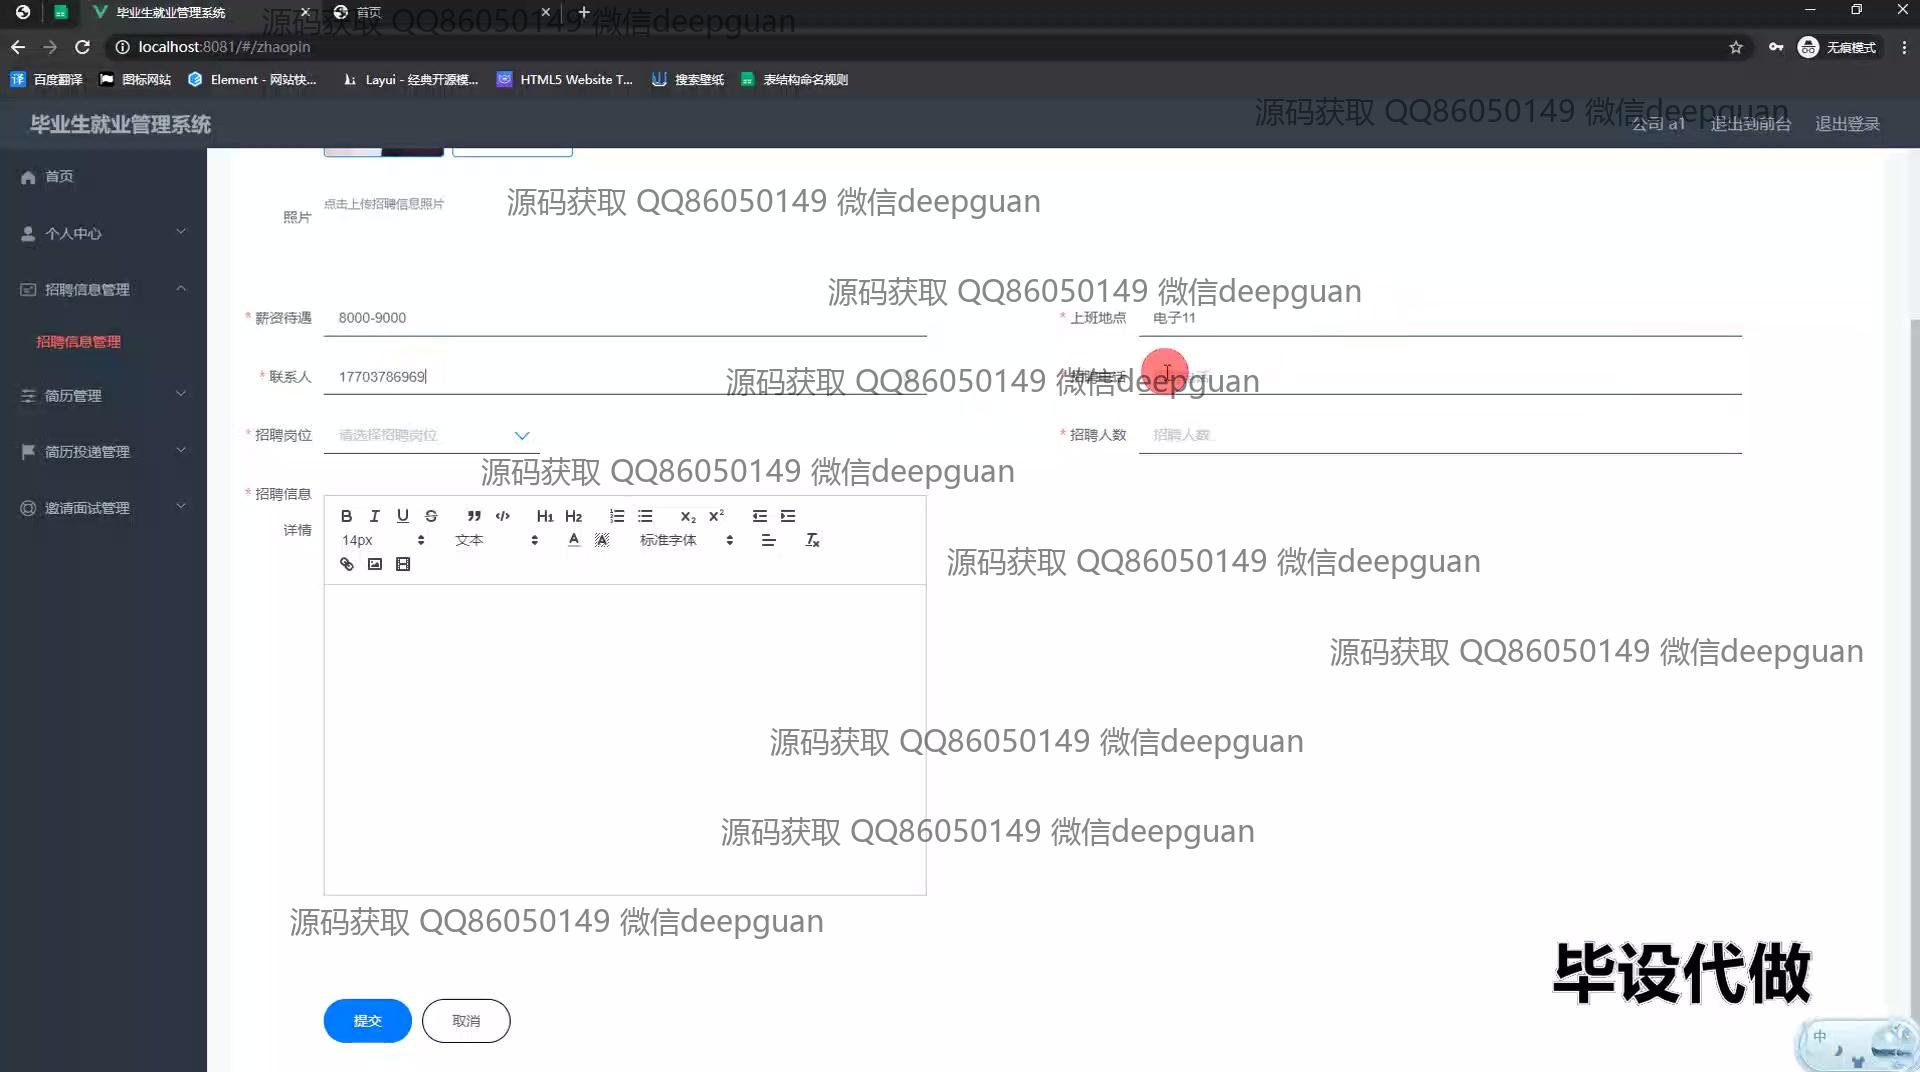 毕业生就业管理系统
首页
源码获取 QQ86050149 微信deepguan
localhost:8081/#/zhaopin
无痕模式
百度翻译
图标网站
Element - 网站快...
Layui - 经典开源模...
HTML5 Website T...
搜索壁纸
表结构命名规则
源码获取 QQ86050149 微信deepguan
毕业生就业管理系统
公司 a1
退出到前台
退出登录
首页
个人中心
招聘信息管理
招聘信息管理
简历管理
简历投递管理
邀请面试管理
照片
点击上传招聘信息照片
源码获取 QQ86050149 微信deepguan
源码获取 QQ86050149 微信deepguan
* 薪资待遇 8000-9000
* 上班地点 电子11
* 联系人 17703786969
招聘电话
源码获取 QQ86050149 微信deepguan
* 招聘岗位 请选择招聘岗位
* 招聘人数 招聘人数
源码获取 QQ86050149 微信deepguan
* 招聘信息
详情
B I U S H1 H2 x₂ x²
14px 文本 A A 标准字体
源码获取 QQ86050149 微信deepguan
源码获取 QQ86050149 微信deepguan
源码获取 QQ86050149 微信deepguan
源码获取 QQ86050149 微信deepguan
源码获取 QQ86050149 微信deepguan
毕设代做
提交
取消
中